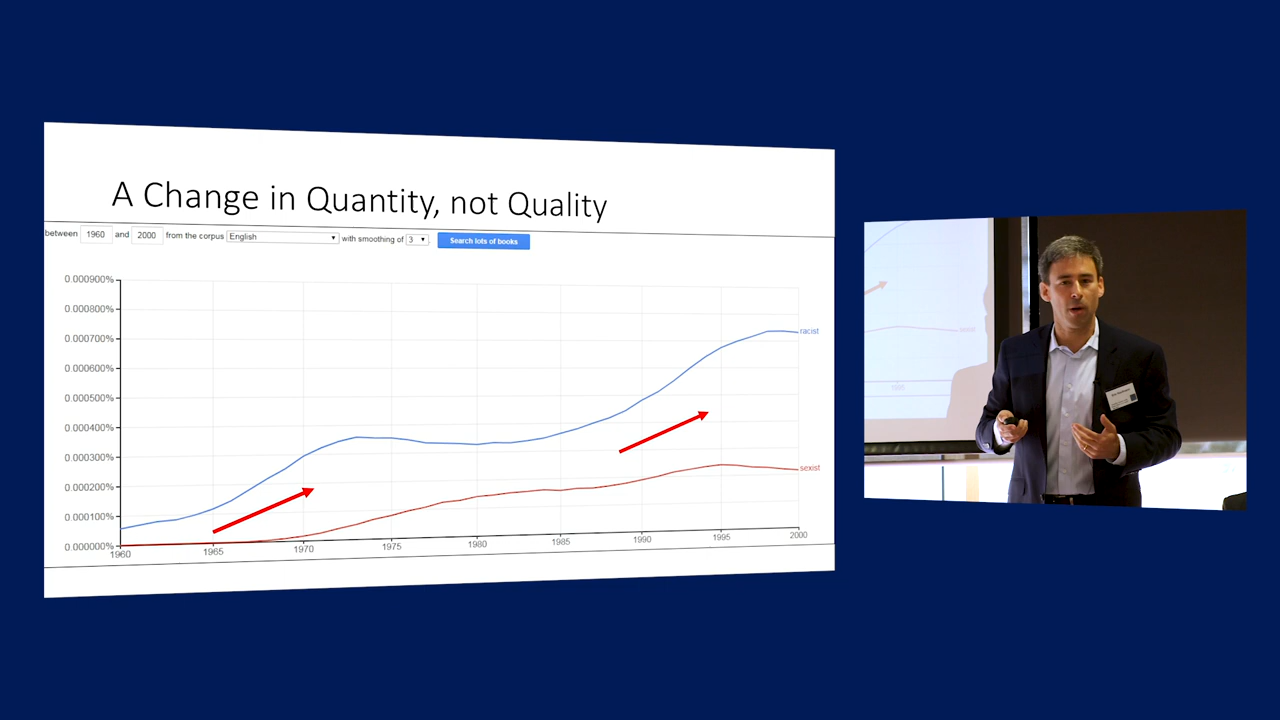 A Change in Quantity, not Quality
between 1960 and 2000 from the corpus English with smoothing of 3 Search lots of books
0.000900%
0.000800%
0.000700%
0.000600%
0.000500%
0.000400%
0.000300%
0.000200%
0.000100%
0.000000%
racist
sexist
1960 1965 1970 1975 1980 1985 1990 1995 2000
1995